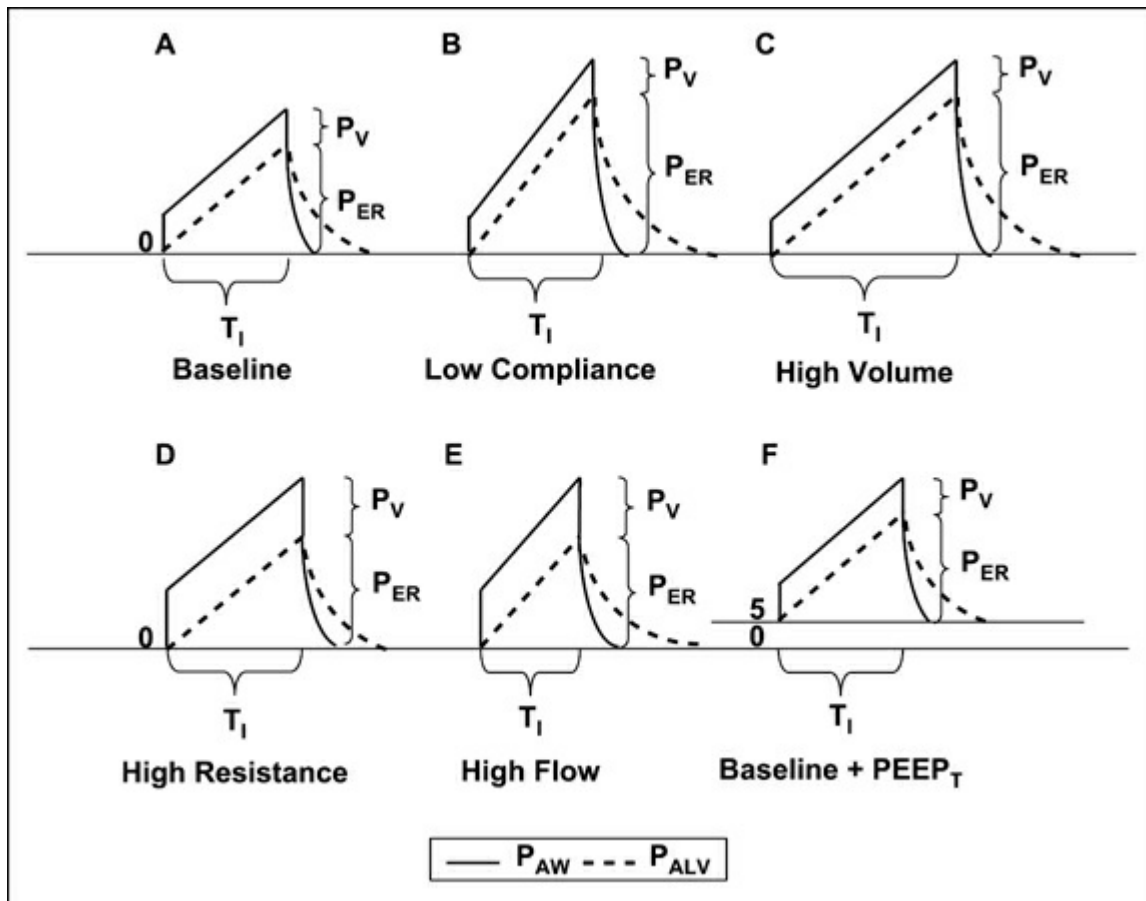 A
B
C
P_V
P_V
P_V
P_ER
P_ER
P_ER
0
T_I
T_I
T_I
Baseline
Low Compliance
High Volume
D
E
F
P_V
P_V
P_V
P_ER
P_ER
P_ER
5
0
0
T_I
T_I
T_I
High Resistance
High Flow
Baseline + PEEP_T
P_AW
P_ALV